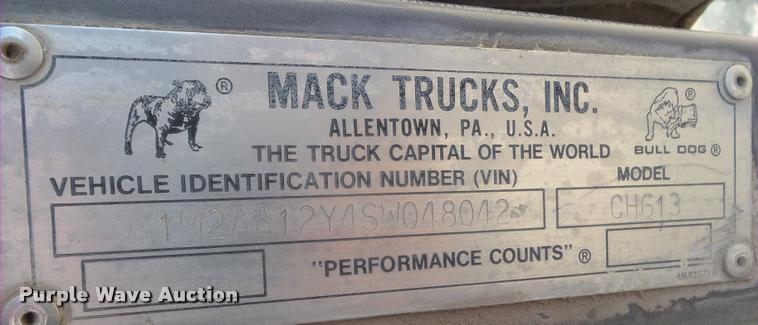 ®
MACK TRUCKS, INC.
ALLENTOWN, PA., U.S.A.
THE TRUCK CAPITAL OF THE WORLD
®
BULL DOG®
VEHICLE IDENTIFICATION NUMBER (VIN)
MODEL
1M2AA12Y4SW048042
CH613
"PERFORMANCE COUNTS"®
Purple Wave Auction